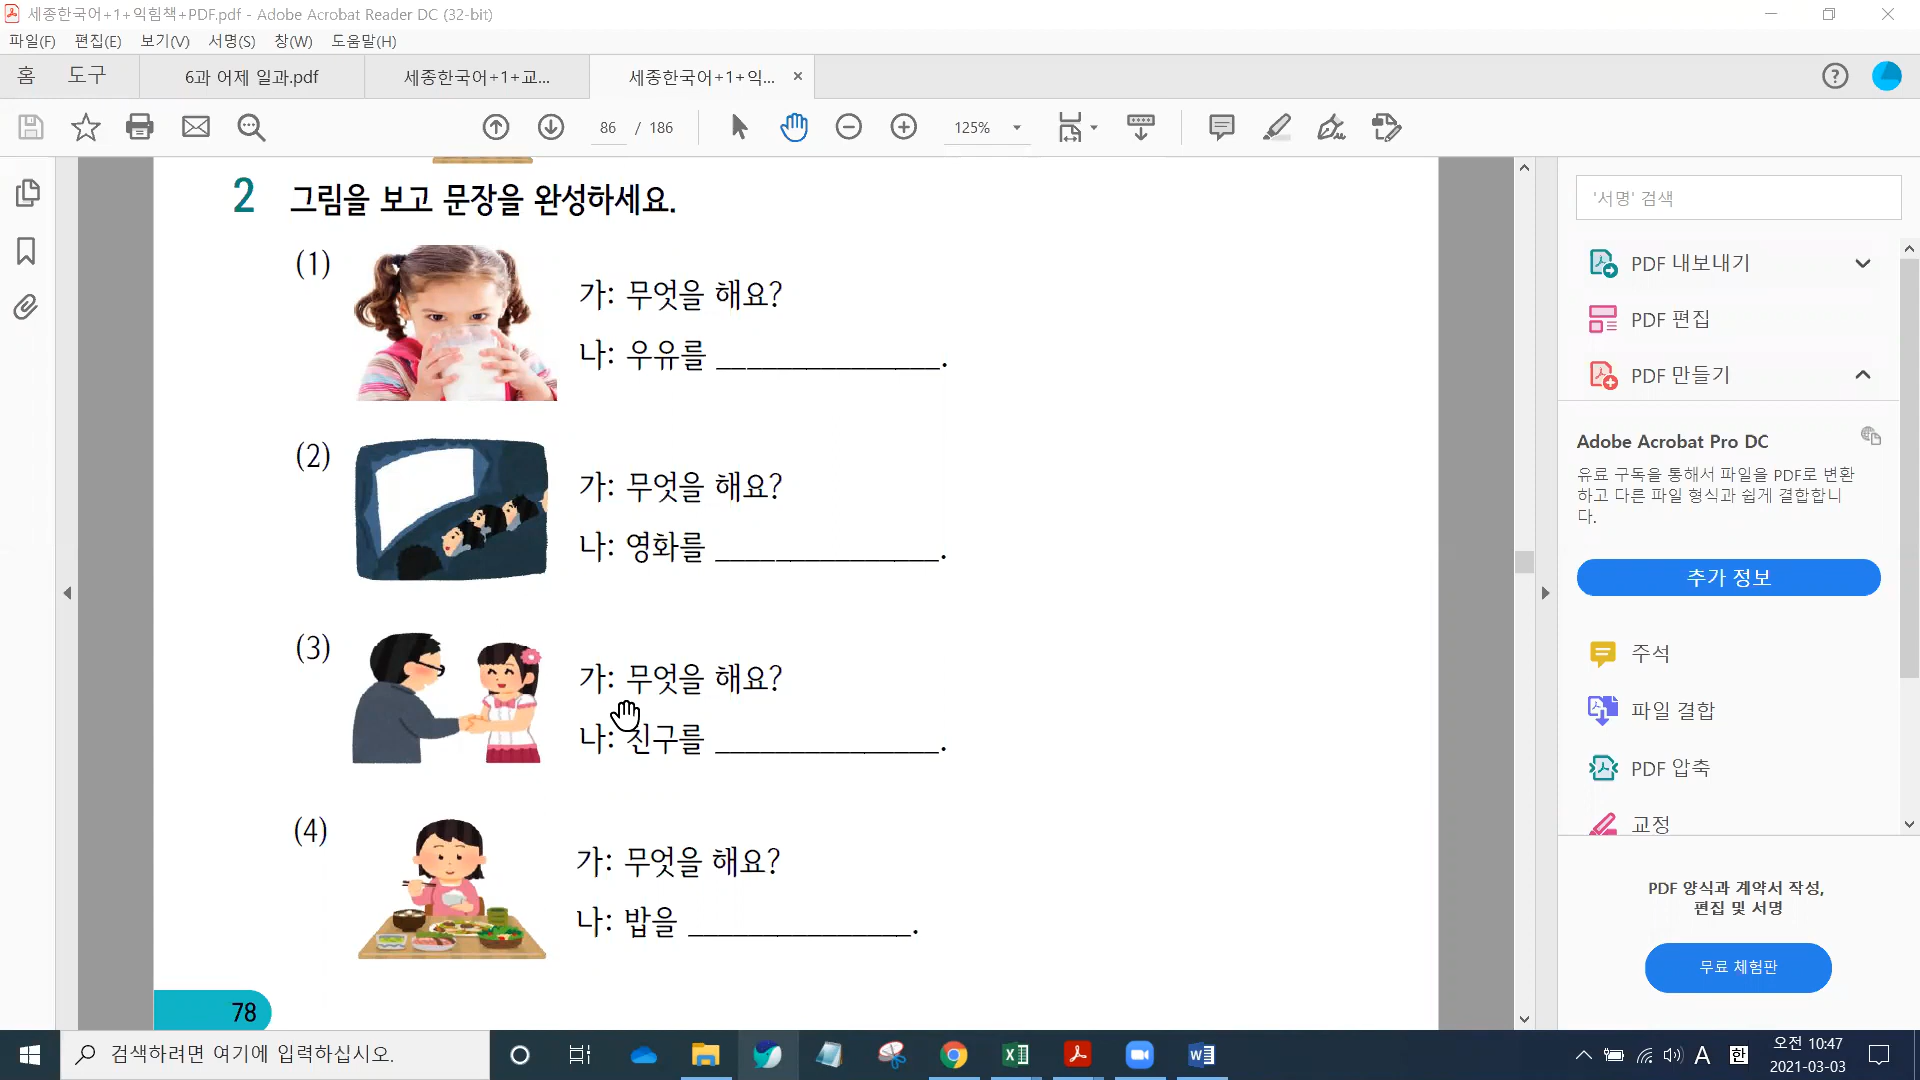 세종한국어+1+익힘책+PDF.pdf - Adobe Acrobat Reader DC (32-bit)
파일(F) 편집(E) 보기(V) 서명(S) 창(W) 도움말(H)
홈 도구 6과 어제 일과.pdf 세종한국어+1+교... 세종한국어+1+익... ×
86 / 186 125%
2 그림을 보고 문장을 완성하세요.
(1)
가: 무엇을 해요?
나: 우유를 _______________.
(2)
가: 무엇을 해요?
나: 영화를 _______________.
(3)
가: 무엇을 해요?
나: 친구를 _______________.
(4)
가: 무엇을 해요?
나: 밥을 _______________.
78
'서명' 검색
PDF 내보내기
PDF 편집
PDF 만들기
Adobe Acrobat Pro DC
유료 구독을 통해서 파일을 PDF로 변환
하고 다른 파일 형식과 쉽게 결합합니
다.
추가 정보
주석
파일 결합
PDF 압축
교정
PDF 양식과 계약서 작성,
편집 및 서명
무료 체험판
검색하려면 여기에 입력하십시오.
A 한
오전 10:47
2021-03-03